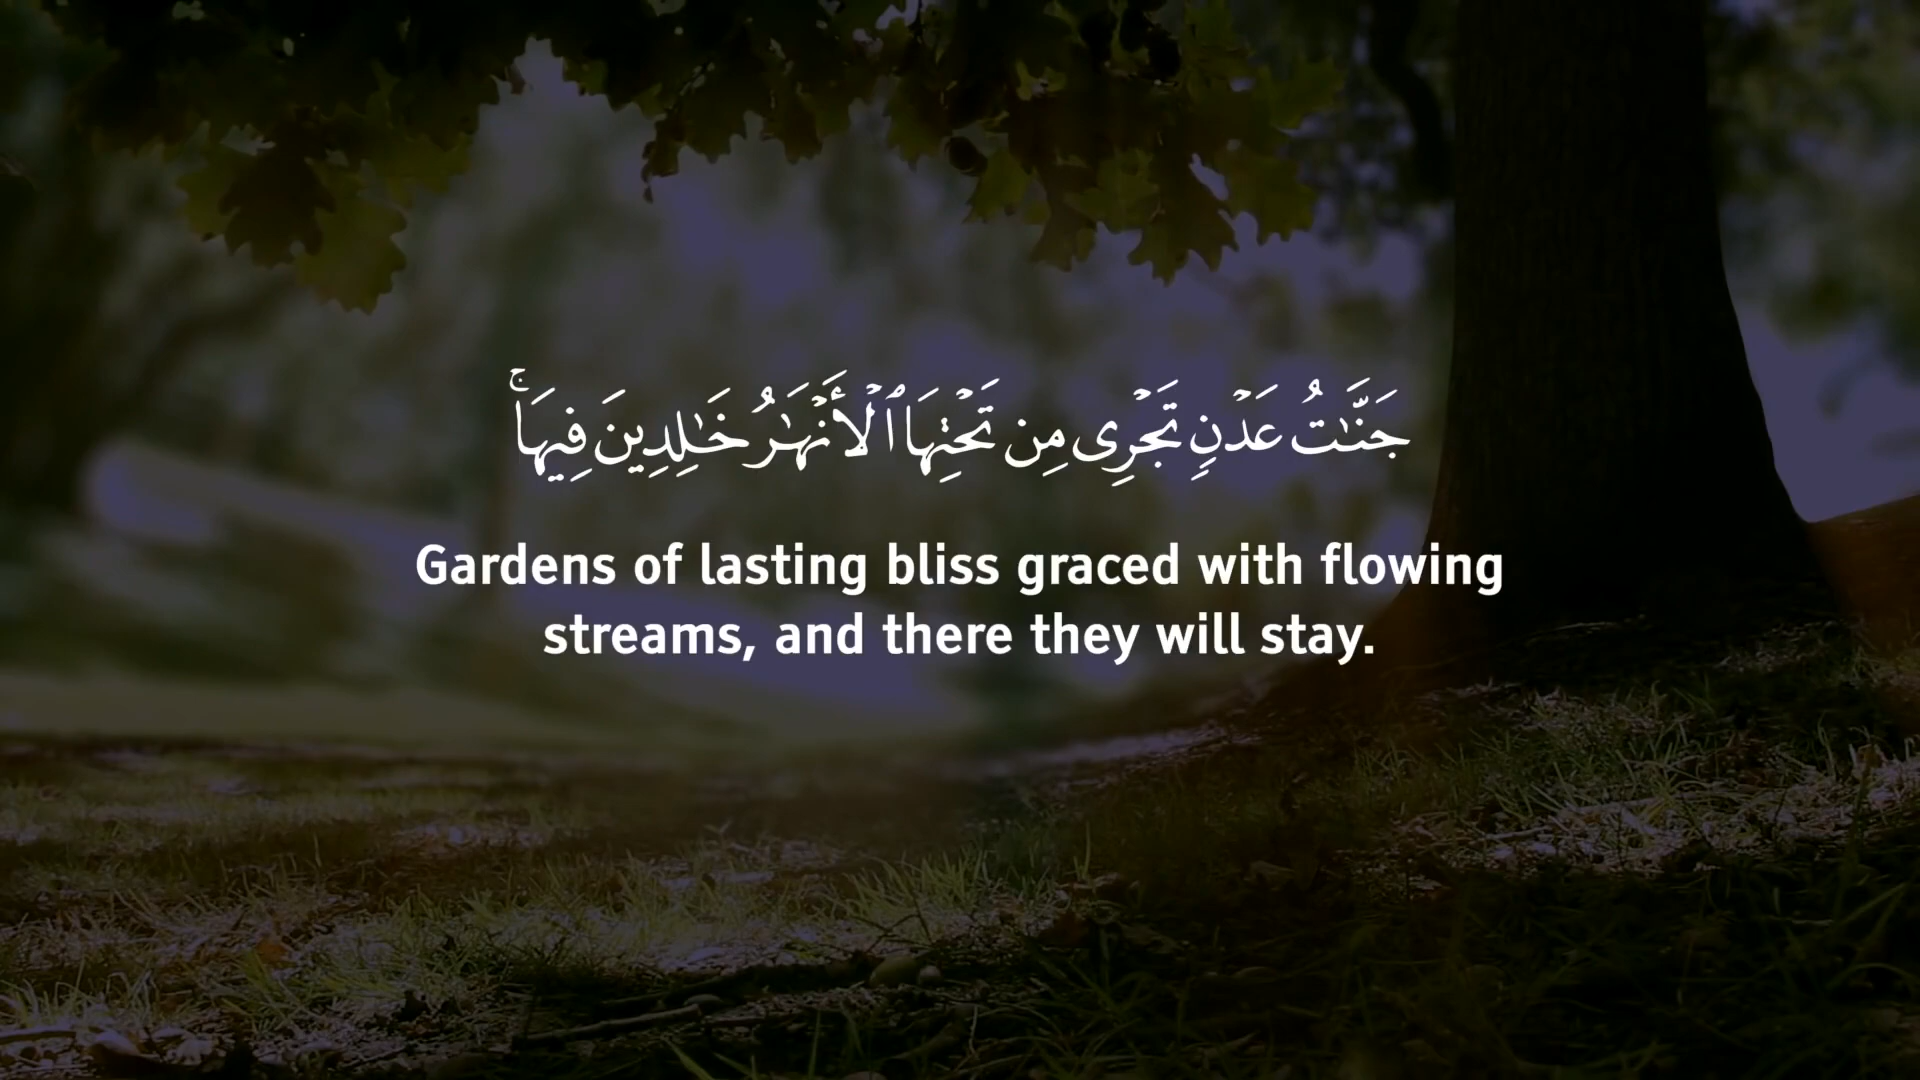 جَنَّـٰتُ عَدۡنٍ تَجۡرِى مِن تَحۡتِهَا ٱلۡأَنۡهَـٰرُ خَـٰلِدِينَ فِيهَاۚ
Gardens of lasting bliss graced with flowing
streams, and there they will stay.